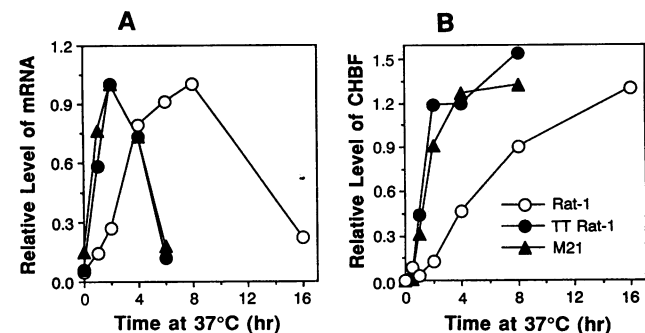 A
B
Relative Level of mRNA
1.2
0.9
0.6
0.3
0.0
0
4
8
12
16
Time at 37°C (hr)
Relative Level of CHBF
1.5
1.2
0.9
0.6
0.3
0.0
0
4
8
12
16
Time at 37°C (hr)
Rat-1
TT Rat-1
M21